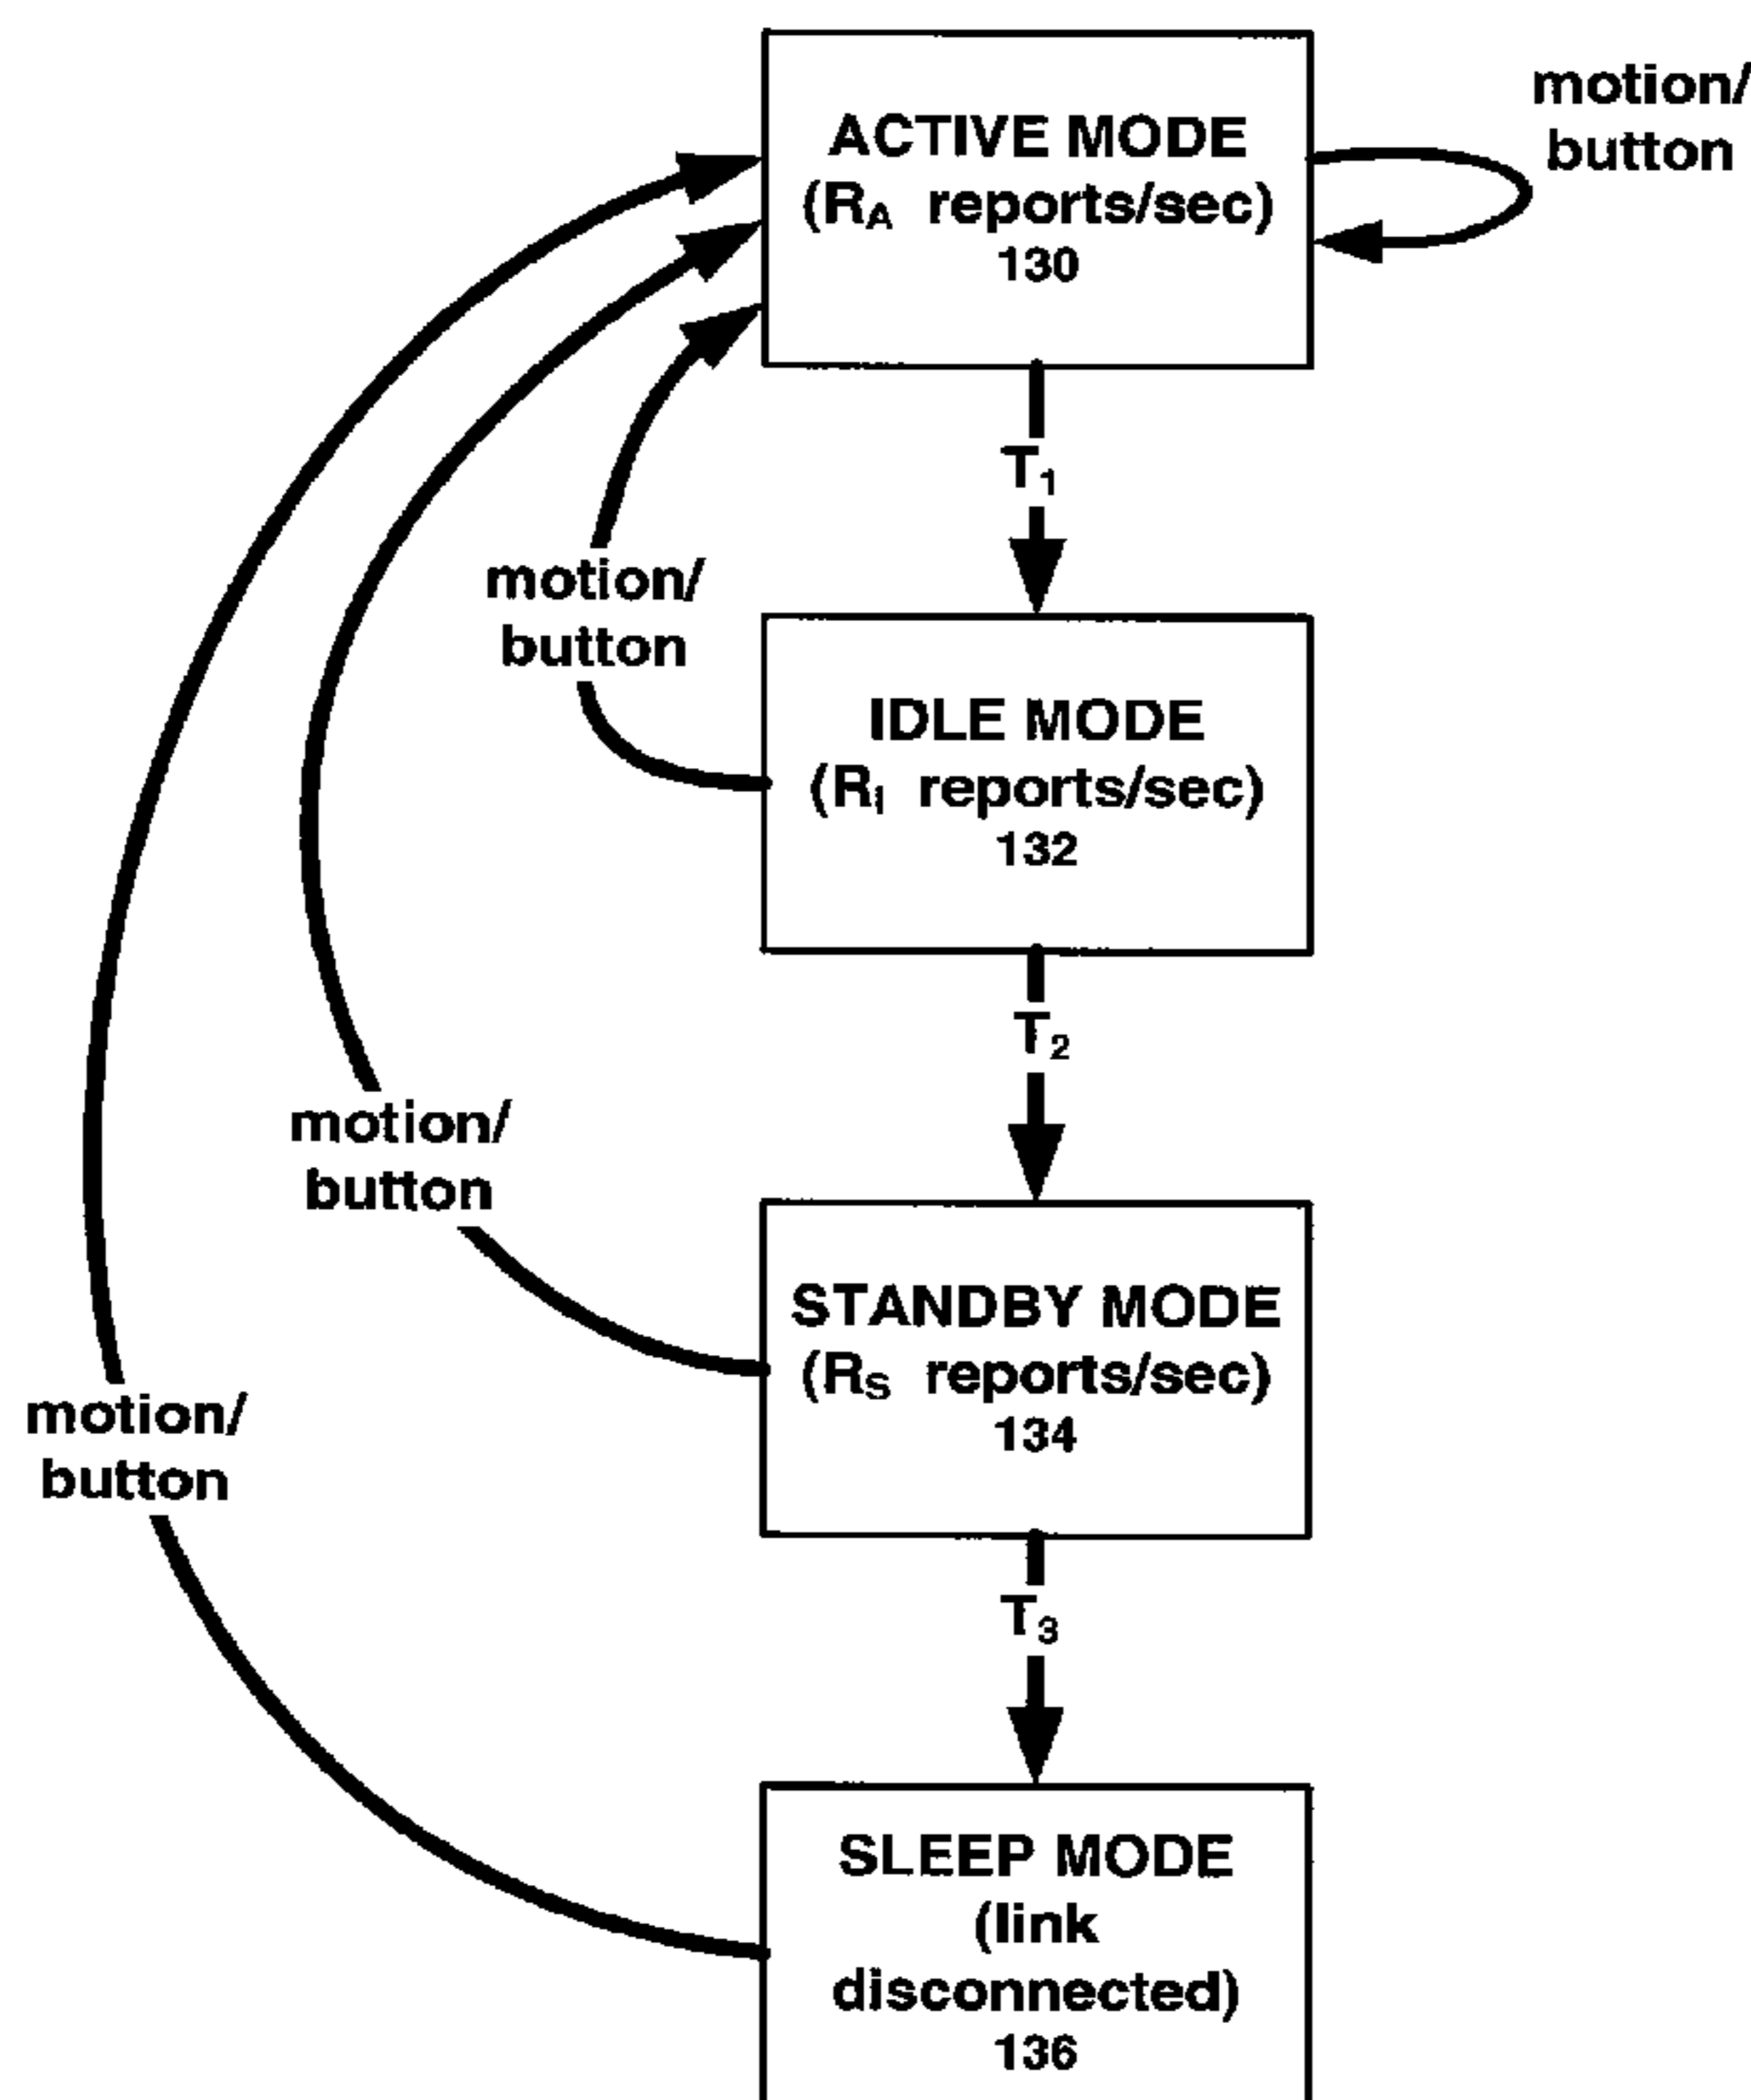 ACTIVE MODE
(RA reports/sec)
130
motion/
button
T1
motion/
button
IDLE MODE
(RI reports/sec)
132
T2
motion/
button
STANDBY MODE
(RS reports/sec)
134
motion/
button
T3
SLEEP MODE
(link
disconnected)
136